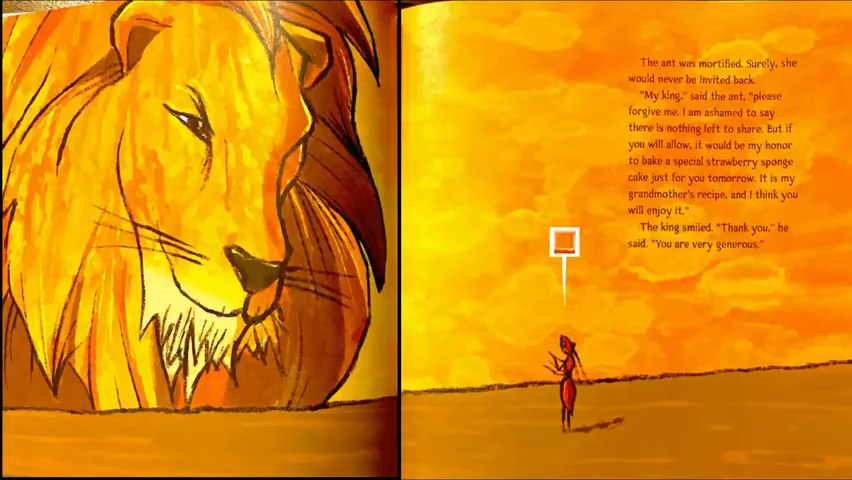 The ant was mortified. Surely, she
would never be invited back.
"My king," said the ant, "please
forgive me. I am ashamed to say
there is nothing left to share. But if
you will allow, it would be my honor
to bake a special strawberry sponge
cake just for you tomorrow. It is my
grandmother's recipe, and I think you
will enjoy it."
The king smiled. "Thank you," he
said. "You are very generous."